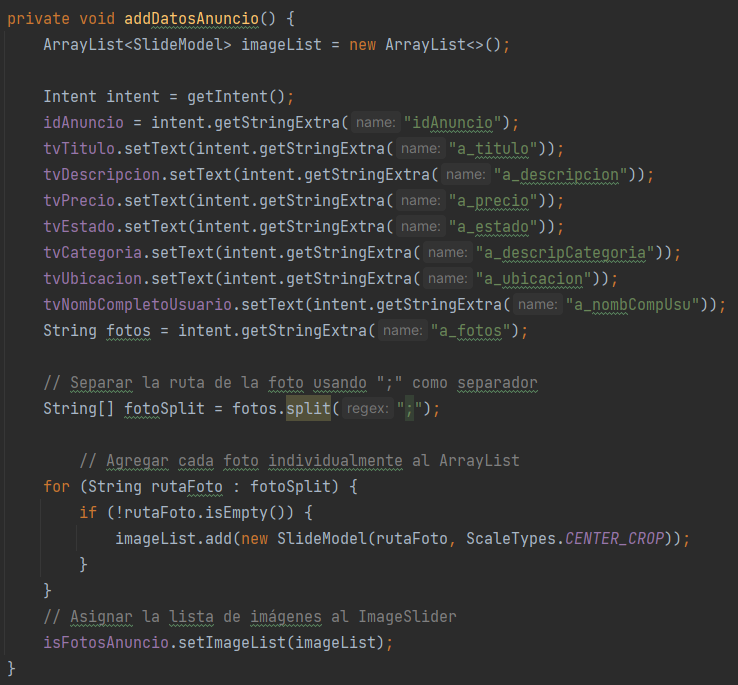 private void addDatosAnuncio() {
    ArrayList<SlideModel> imageList = new ArrayList<>();

    Intent intent = getIntent();
    idAnuncio = intent.getStringExtra( name: "idAnuncio");
    tvTitulo.setText(intent.getStringExtra( name: "a_titulo"));
    tvDescripcion.setText(intent.getStringExtra( name: "a_descripcion"));
    tvPrecio.setText(intent.getStringExtra( name: "a_precio"));
    tvEstado.setText(intent.getStringExtra( name: "a_estado"));
    tvCategoria.setText(intent.getStringExtra( name: "a_descripCategoria"));
    tvUbicacion.setText(intent.getStringExtra( name: "a_ubicacion"));
    tvNombCompletoUsuario.setText(intent.getStringExtra( name: "a_nombCompUsu"));
    String fotos = intent.getStringExtra( name: "a_fotos");

    // Separar la ruta de la foto usando ";" como separador
    String[] fotoSplit = fotos.split( regex: ";");

        // Agregar cada foto individualmente al ArrayList
    for (String rutaFoto : fotoSplit) {
        if (!rutaFoto.isEmpty()) {
            imageList.add(new SlideModel(rutaFoto, ScaleTypes.CENTER_CROP));
        }
    }
    // Asignar la lista de imágenes al ImageSlider
    isFotosAnuncio.setImageList(imageList);
}